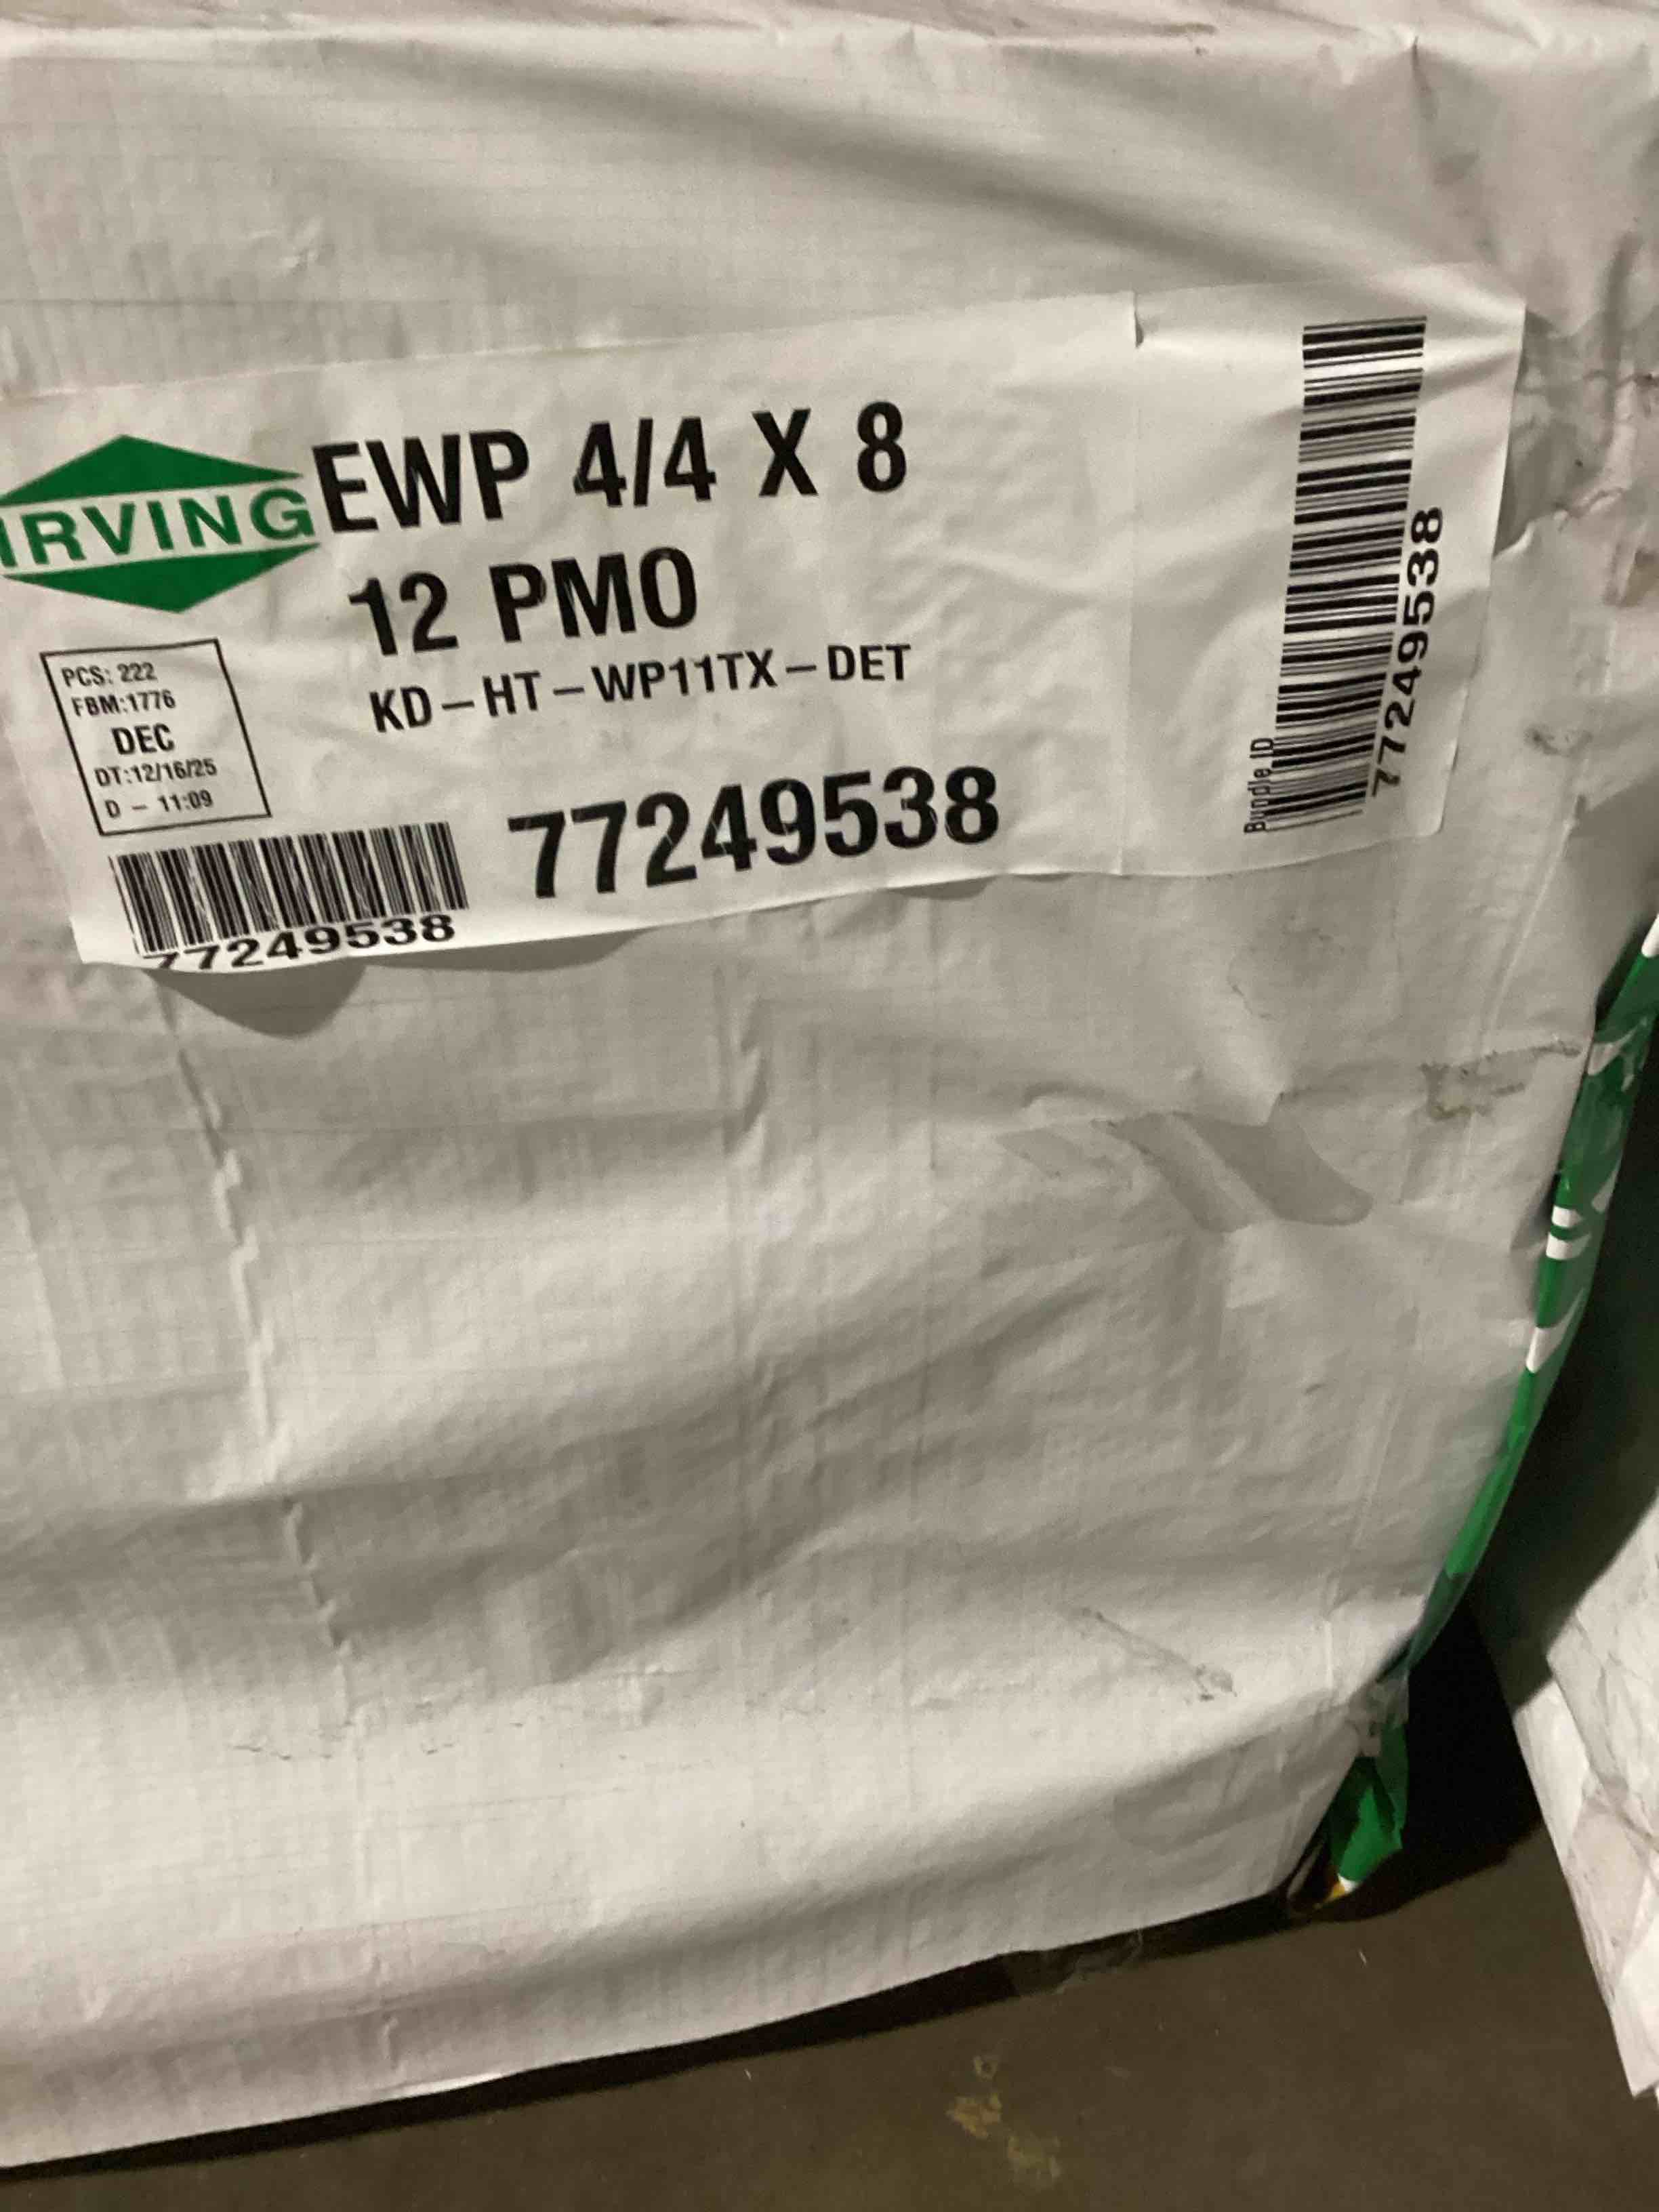 IRVING
EWP 4/4 X 8
12 PMO
KD-HT-WP11TX-DET
PCS: 222
FBM:1776
DEC
DT:12/16/25
D - 11:09
77249538
77249538
Bundle ID
77249538